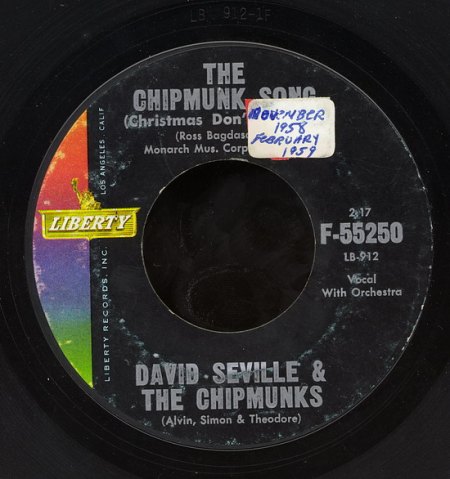 LB 912-1F
THE
CHIPMUNK SONG
(Christmas Don'
(Ross Bagdas
Monarch Mus. Corp
NOVEMBER
1958
FEBRUARY
1959
LOS ANGELES CALIF
LIBERTY
LIBERTY RECORDS, INC.
2:17
F-55250
LB-912
Vocal
With Orchestra
DAVID SEVILLE &
THE CHIPMUNKS
(Alvin, Simon & Theodore)